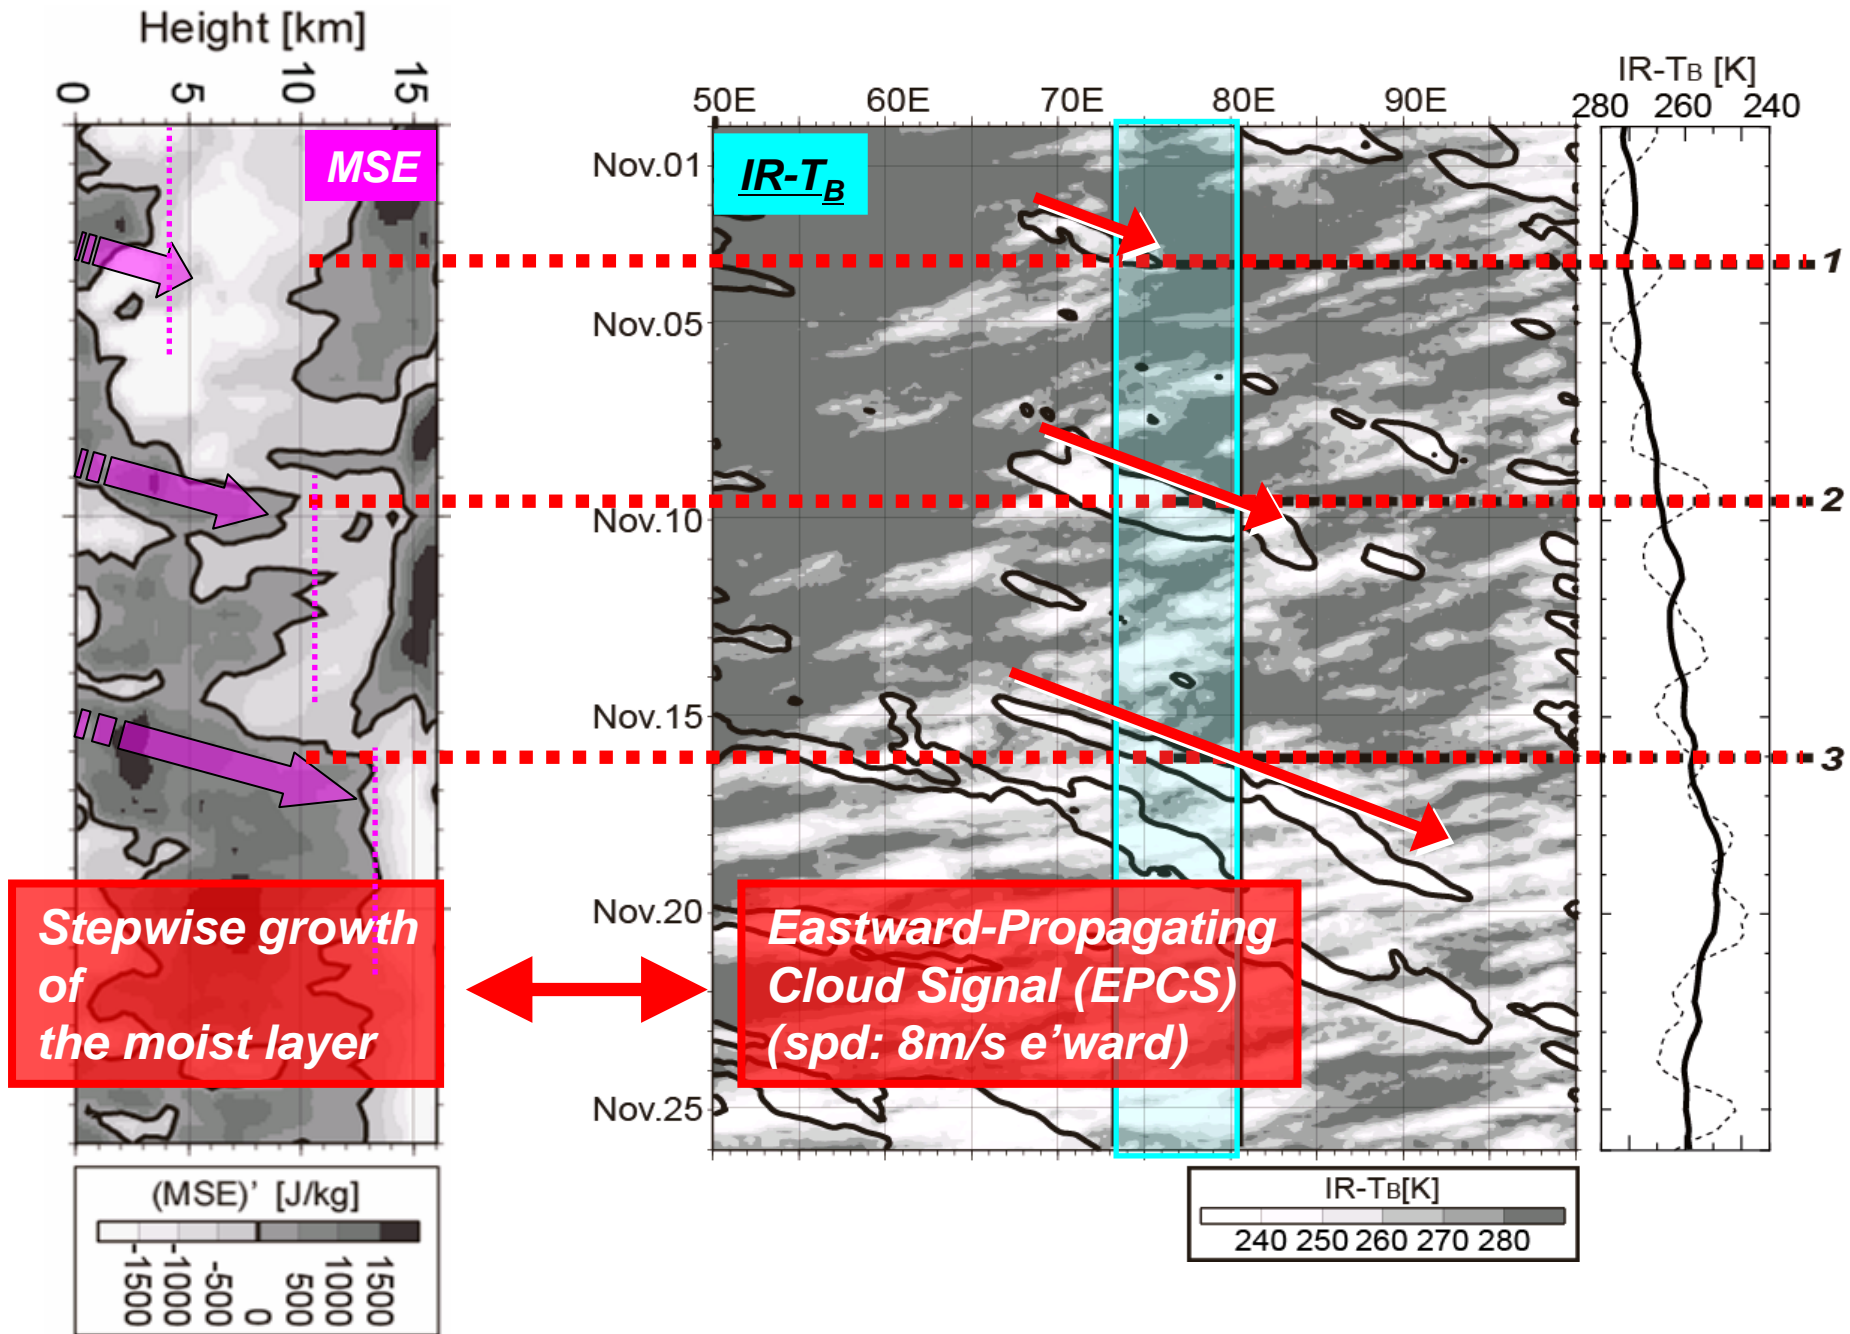 Height [km]
0 5 10 15
MSE
(MSE)' [J/kg]
-1500 -1000 -500 0 500 1000 1500
50E 60E 70E 80E 90E
IR-TB
Nov.01
Nov.05
Nov.10
Nov.15
Nov.20
Nov.25
IR-TB [K]
280 260 240
1
2
3
Stepwise growth
of
the moist layer
Eastward-Propagating
Cloud Signal (EPCS)
(spd: 8m/s e'ward)
IR-TB[K]
240 250 260 270 280